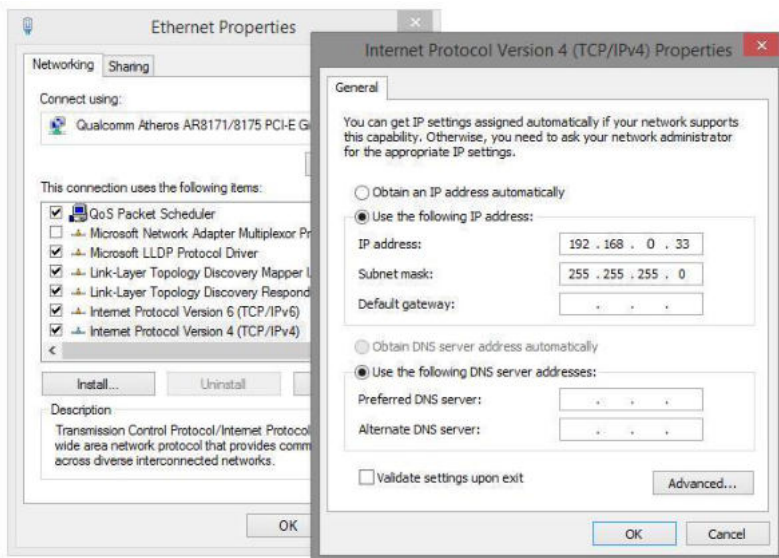 Ethernet Properties
Networking
Sharing
Connect using:
Qualcomm Atheros AR8171/8175 PCI-E
This connection uses the following items:
QoS Packet Scheduler
Microsoft Network Adapter Multiplexor
Microsoft LLDP Protocol Driver
Link-Layer Topology Discovery Mapper
Link-Layer Topology Discovery
Internet Protocol Version 6 (TCP/IPv6)
Internet Protocol Version 4 (TCP/IPv4)
Install...
Uninstall
Description
Transmission Control Protocol/Internet Protocol
wide area network protocol that provides
across diverse interconnected networks.
OK
Internet Protocol Version 4 (TCP/IPv4) Properties
General
You can get IP settings assigned automatically if your network supports
this capability. Otherwise, you need to ask your network administrator
for the appropriate IP settings.
Obtain an IP address automatically
Use the following IP address:
IP address: 192 . 168 . 0 . 33
Subnet mask: 255 . 255 . 255 . 0
Default gateway: . . .
Obtain DNS server address automatically
Use the following DNS server addresses:
Preferred DNS server: . . .
Alternate DNS server: . . .
Validate settings upon exit
Advanced...
OK
Cancel